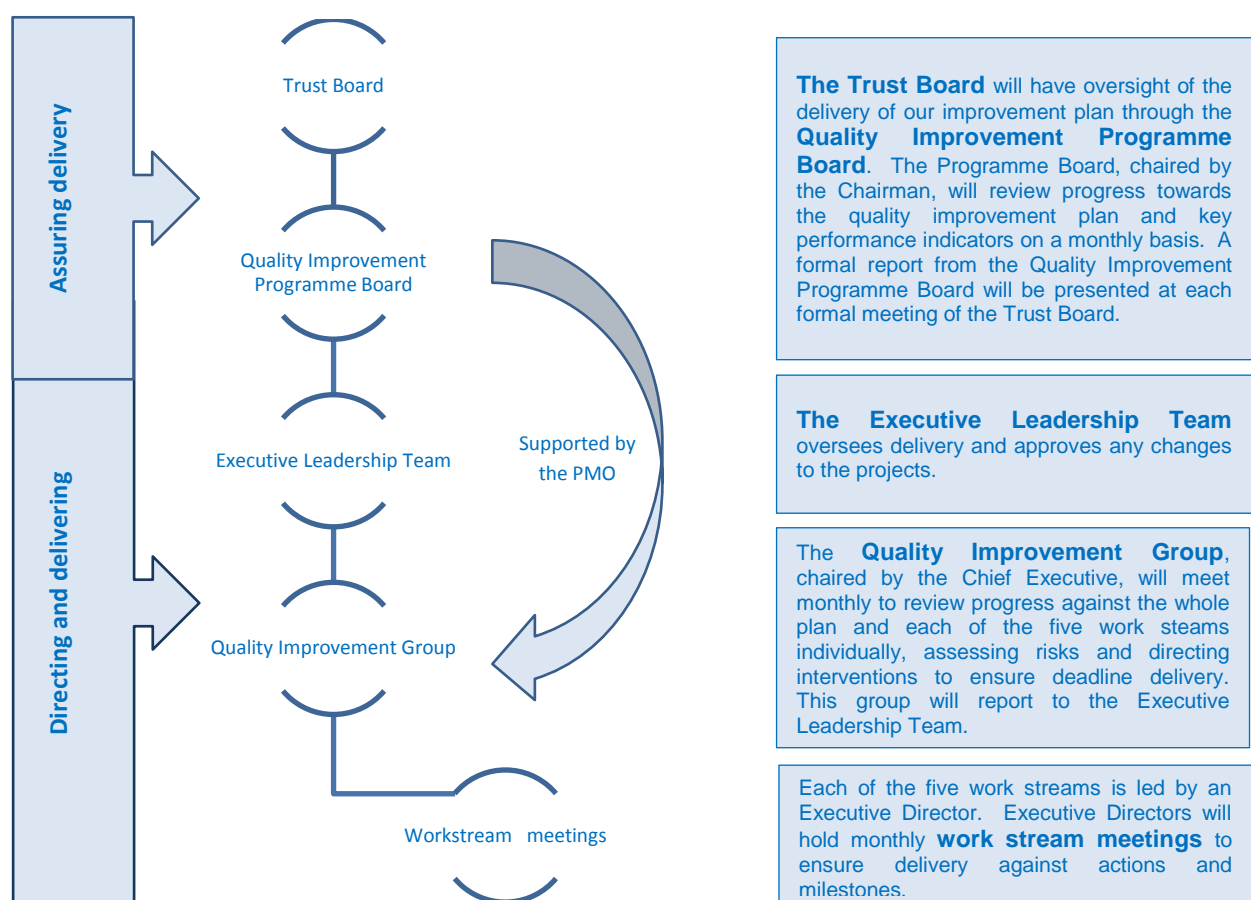 Assuring delivery
Directing and delivering
Trust Board
Quality Improvement
Programme Board
Executive Leadership Team
Quality Improvement Group
Workstream meetings
Supported by
the PMO
The Trust Board will have oversight of the
delivery of our improvement plan through the
Quality Improvement Programme
Board. The Programme Board, chaired by
the Chairman, will review progress towards
the quality improvement plan and key
performance indicators on a monthly basis. A
formal report from the Quality Improvement
Programme Board will be presented at each
formal meeting of the Trust Board.
The Executive Leadership Team
oversees delivery and approves any changes
to the projects.
The Quality Improvement Group,
chaired by the Chief Executive, will meet
monthly to review progress against the whole
plan and each of the five work steams
individually, assessing risks and directing
interventions to ensure deadline delivery.
This group will report to the Executive
Leadership Team.
Each of the five work streams is led by an
Executive Director. Executive Directors will
hold monthly work stream meetings to
ensure delivery against actions and
milestones.